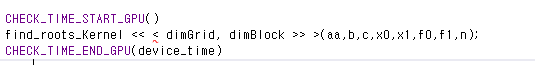 CHECK_TIME_START_GPU()
find_roots_Kernel << < dimGrid, dimBlock >> >(aa,b,c,x0,x1,f0,f1,n);
CHECK_TIME_END_GPU(device_time)